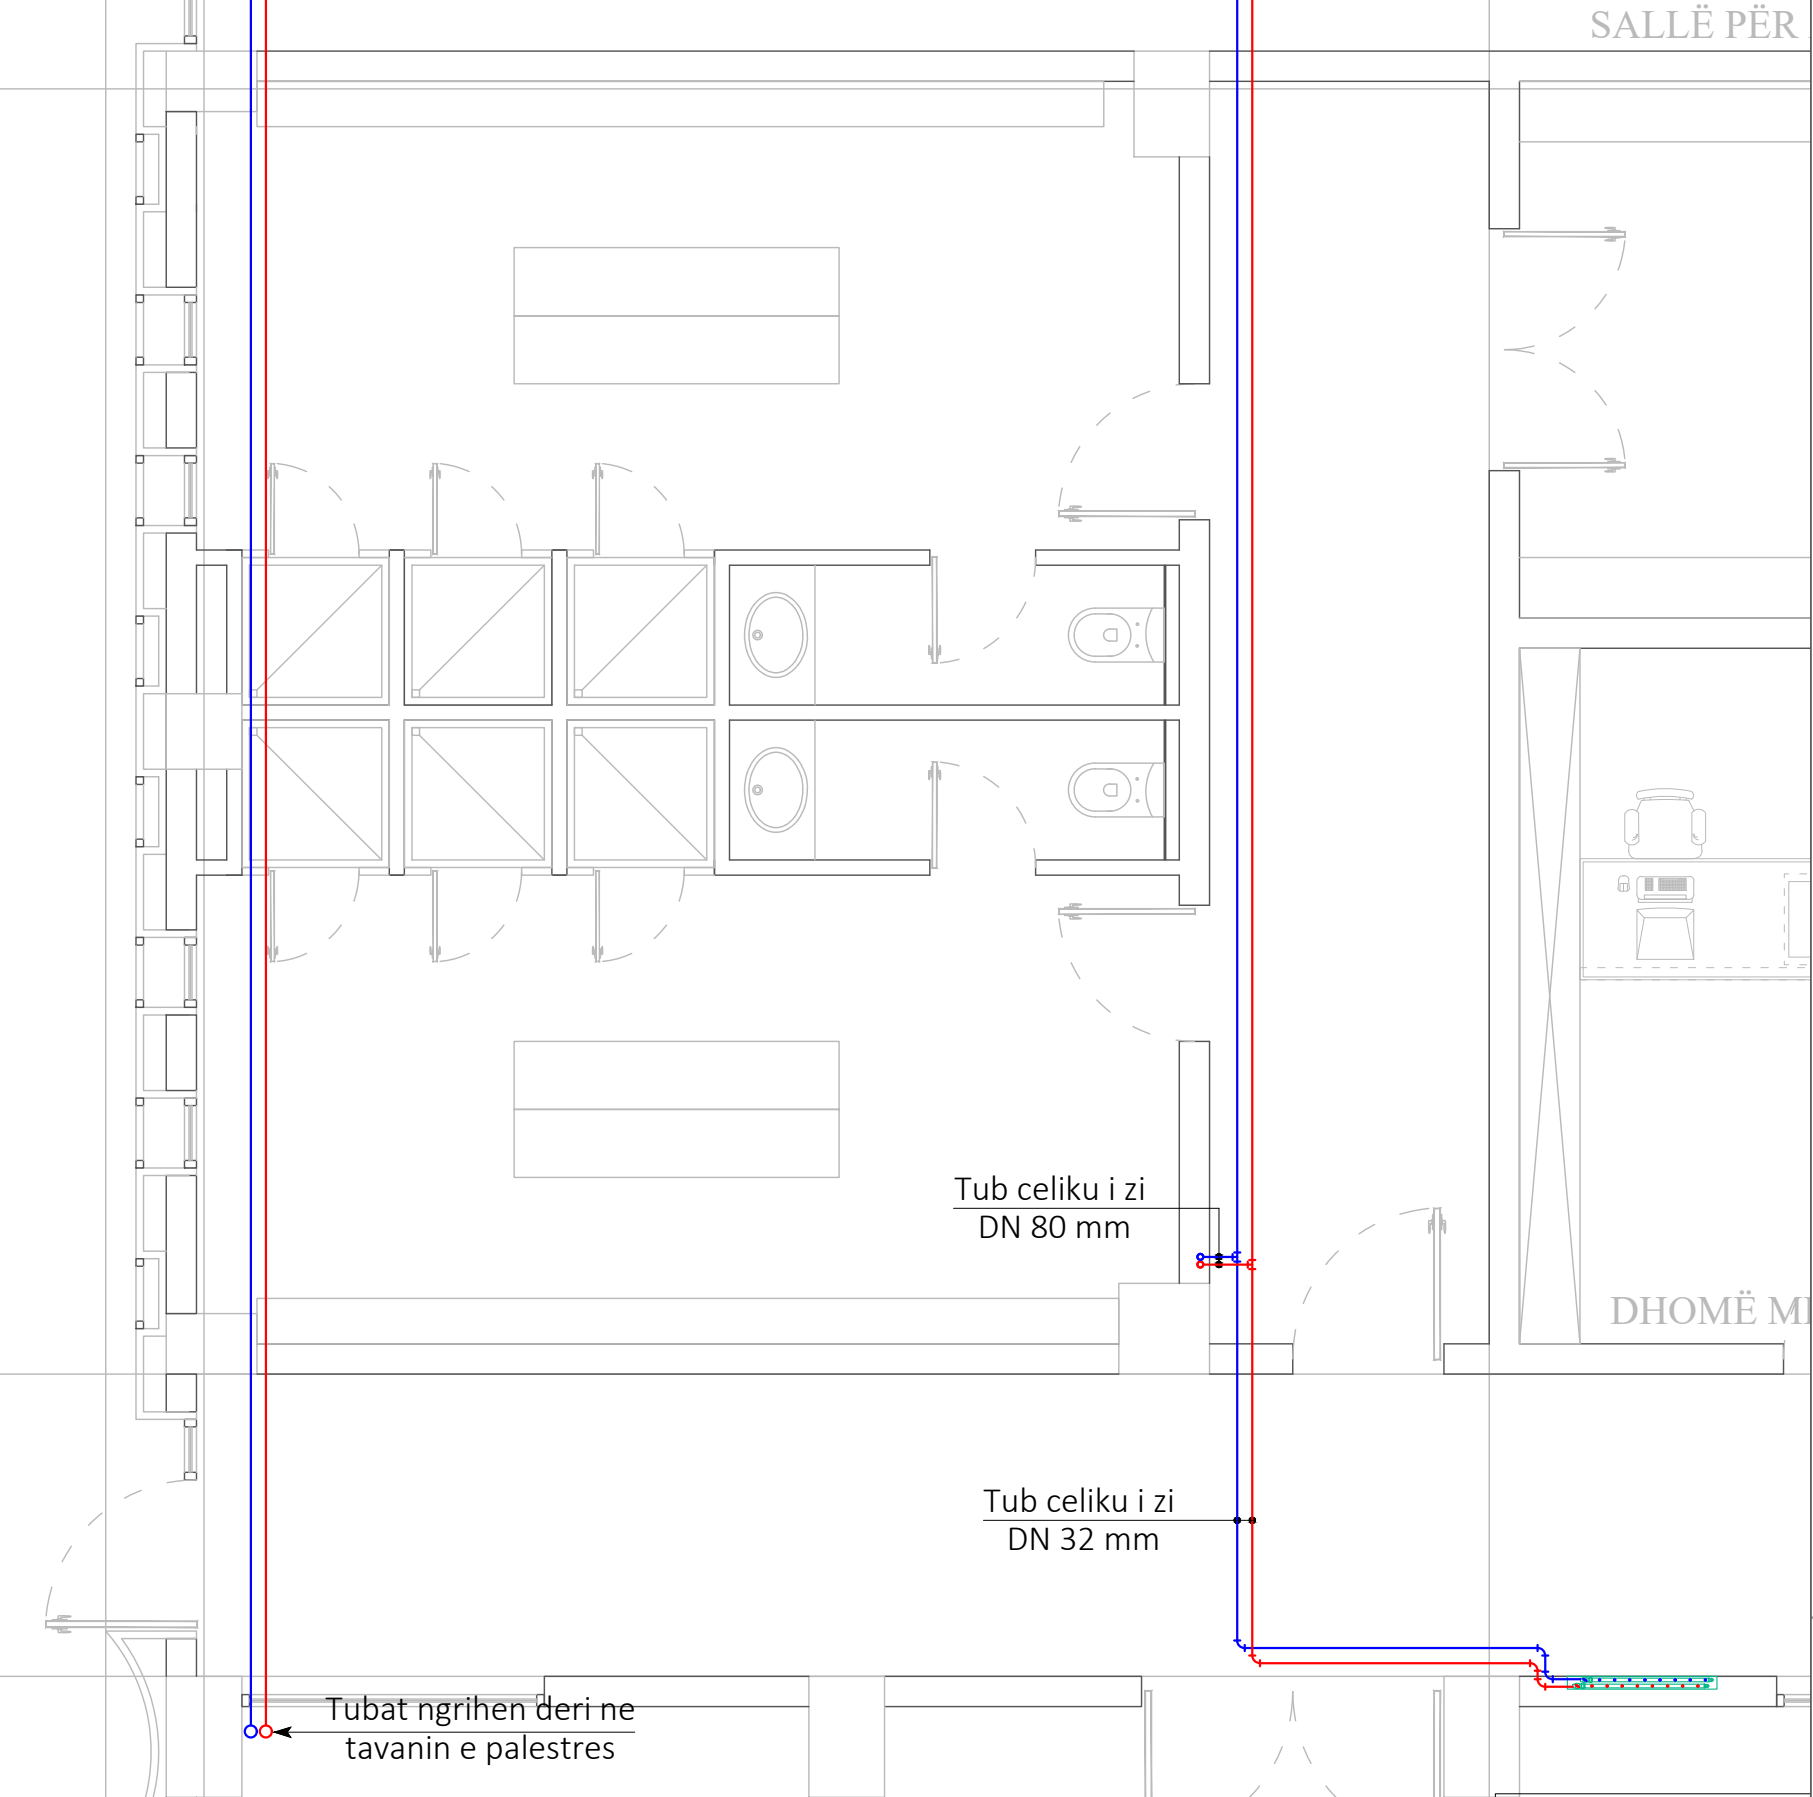 SALLË PËR
Tub celiku i zi
DN 80 mm
DHOMË
Tub celiku i zi
DN 32 mm
Tubat ngrihen deri ne
tavanin e palestres